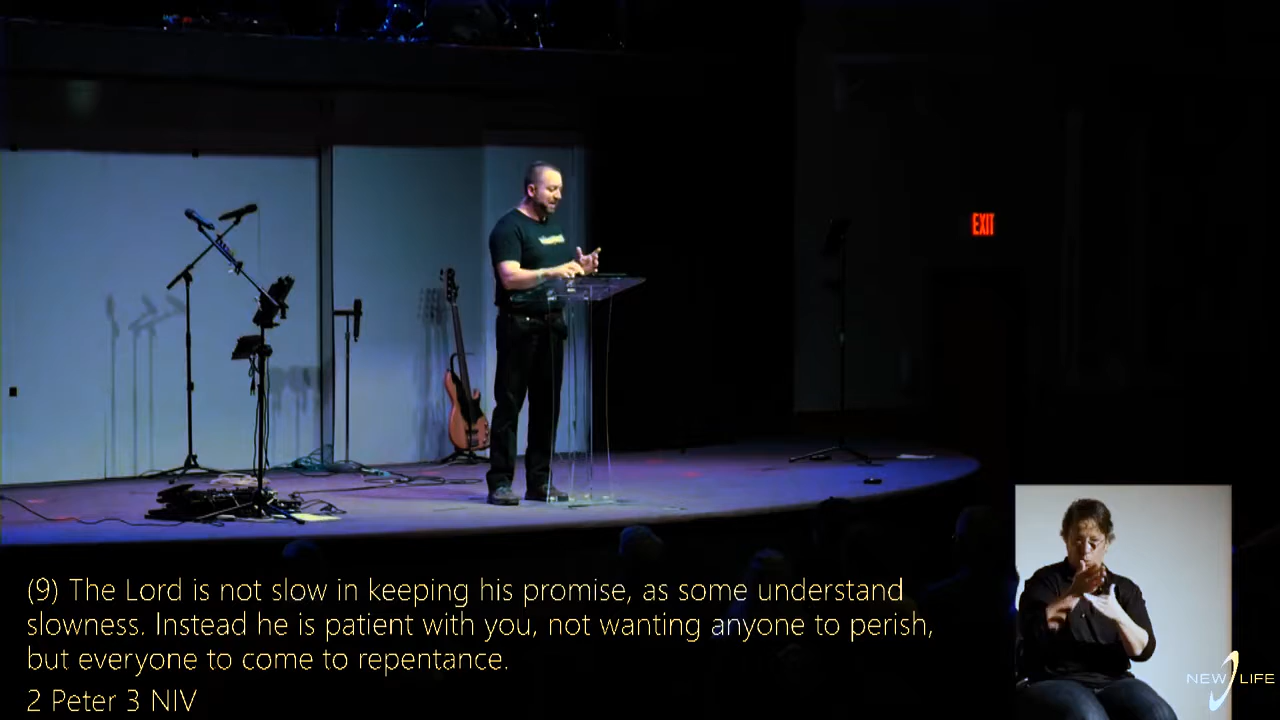 EXIT
(9) The Lord is not slow in keeping his promise, as some understand
slowness. Instead he is patient with you, not wanting anyone to perish,
but everyone to come to repentance.
2 Peter 3 NIV
NEW LIFE